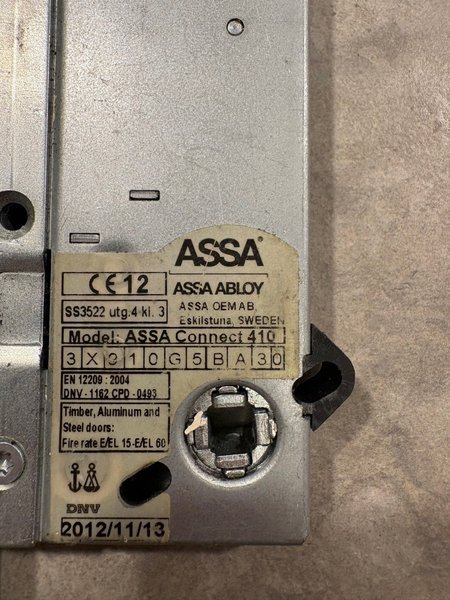 ASSA®
ASSA ABLOY
ASSA OEM AB,
Eskilstuna, SWEDEN
CE 12
SS3522 utg.4 kl. 3
Model: ASSA Connect 410
3 X 3 1 0 G 5 B A 3 0
EN 12209 : 2004
DNV - 1162 CPD - 0493
Timber, Aluminum and
Steel doors:
Fire rate E/EL 15-E/EL 60
DNV
2012/11/13